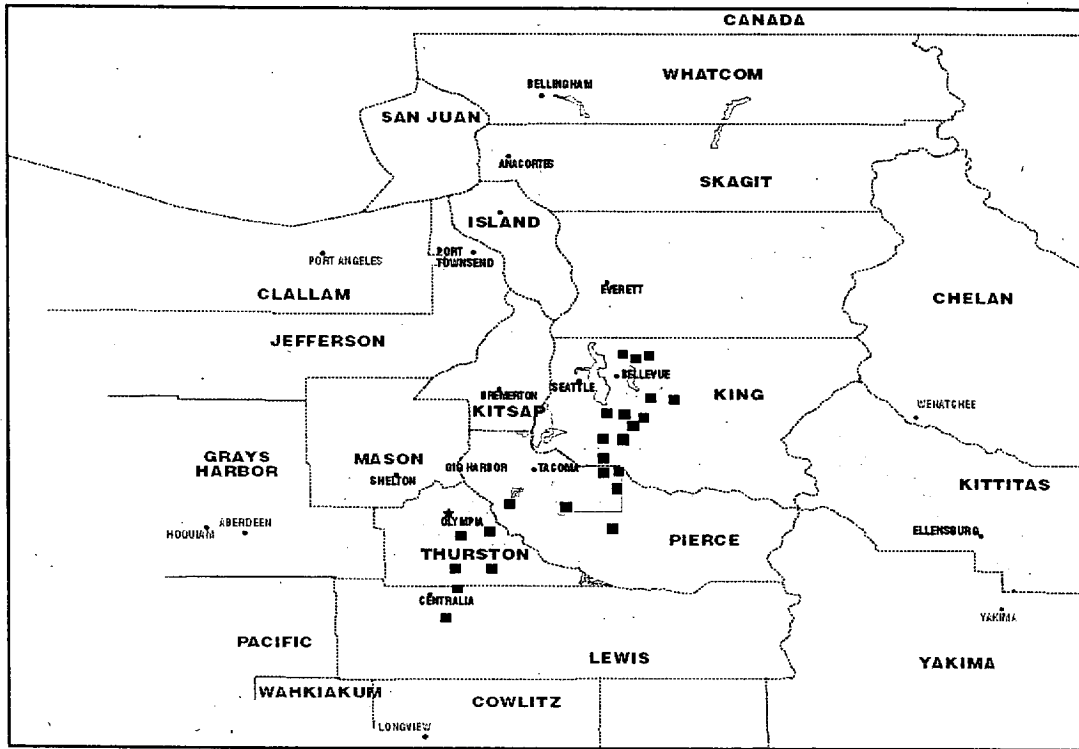 CANADA
WHATCOM
BELLINGHAM
SAN JUAN
ANACORTES
SKAGIT
ISLAND
PORT
TOWNSEND
PORT ANGELES
EVERETT
CLALLAM
CHELAN
JEFFERSON
BELLEVUE
SEATTLE
BREMERTON
KING
KITSAP
WENATCHEE
GRAYS
HARBOR
MASON
SHELTON
GIG HARBOR
TACOMA
KITTITAS
OLYMPIA
HOQUIAM
ABERDEEN
ELLENSBURG
PIERCE
THURSTON
CENTRALIA
YAKIMA
PACIFIC
LEWIS
YAKIMA
WAHKIAKUM
COWLITZ
LONGVIEW